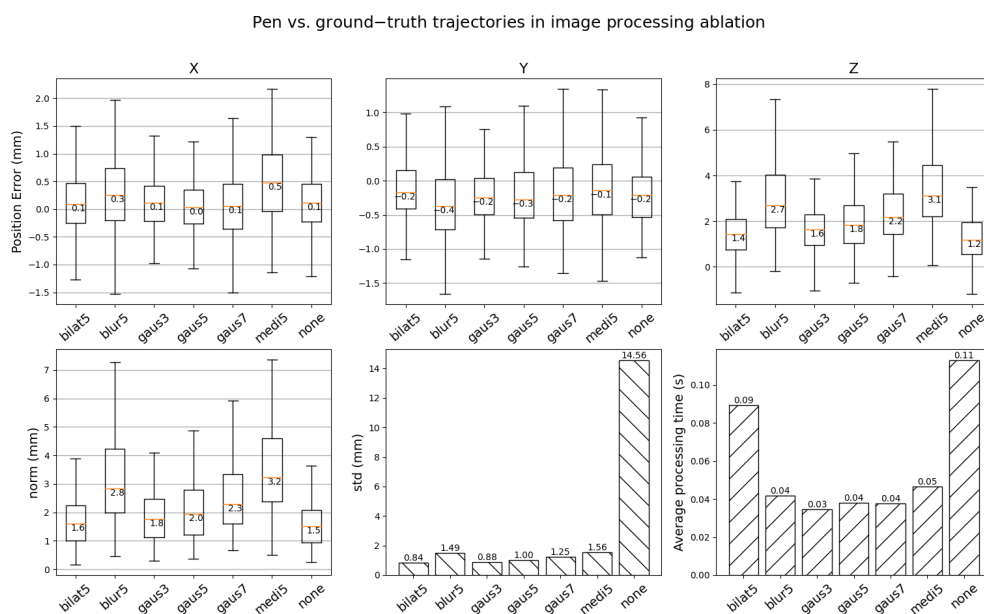 Pen vs. ground−truth trajectories in image processing ablation
X
Position Error (mm)
2.0
1.5
1.0
0.5
0.0
−0.5
−1.0
−1.5
0.1
0.3
0.1
0.0
0.1
0.5
0.1
bilat5
blur5
gaus3
gaus5
gaus7
medi5
none
Y
1.0
0.5
0.0
−0.5
−1.0
−1.5
−0.2
−0.4
−0.2
−0.3
−0.2
−0.1
−0.2
bilat5
blur5
gaus3
gaus5
gaus7
medi5
none
Z
8
6
4
2
0
1.4
2.7
1.6
1.8
2.2
3.1
1.2
bilat5
blur5
gaus3
gaus5
gaus7
medi5
none
norm (mm)
7
6
5
4
3
2
1
0
1.6
2.8
1.8
2.0
2.3
3.2
1.5
bilat5
blur5
gaus3
gaus5
gaus7
medi5
none
std (mm)
14
12
10
8
6
4
2
0
0.84
1.49
0.88
1.00
1.25
1.56
14.56
bilat5
blur5
gaus3
gaus5
gaus7
medi5
none
Average processing time (s)
0.10
0.08
0.06
0.04
0.02
0.00
0.09
0.04
0.03
0.04
0.04
0.05
0.11
bilat5
blur5
gaus3
gaus5
gaus7
medi5
none